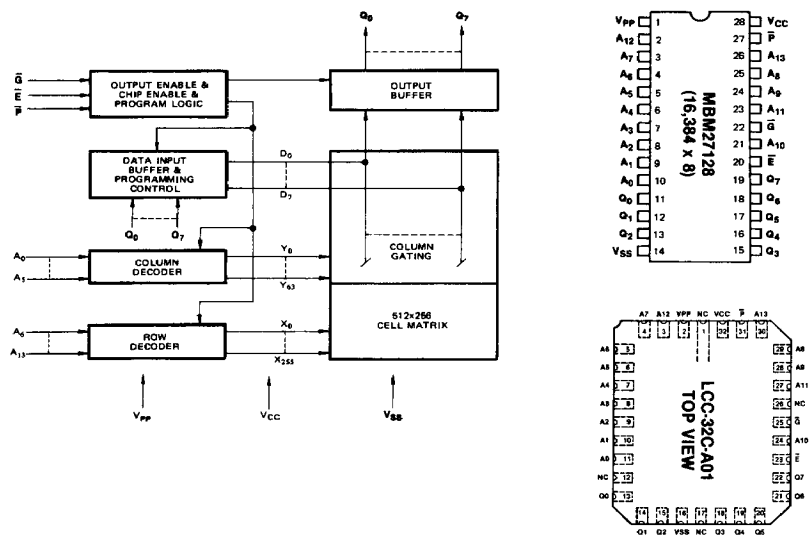 Q0 Q7
G̅ E̅ P̅
OUTPUT ENABLE &
CHIP ENABLE &
PROGRAM LOGIC
OUTPUT
BUFFER
DATA INPUT
BUFFER &
PROGRAMMING
CONTROL
D0
D7
Q0 Q7
A0
A5
COLUMN
DECODER
Y0
Y63
COLUMN
GATING
A6
A13
ROW
DECODER
X0
X255
512×256
CELL MATRIX
VPP VCC VSS
MBM27128
(16,384 x 8)
VPP 1 28 VCC
A12 2 27 P̅
A7 3 26 A13
A6 4 25 A8
A5 5 24 A9
A4 6 23 A11
A3 7 22 G̅
A2 8 21 A10
A1 9 20 E̅
A0 10 19 Q7
Q0 11 18 Q6
Q1 12 17 Q5
Q2 13 16 Q4
VSS 14 15 Q3
A7 A12 VPP NC VCC P̅ A13
4 3 2 1 32 31 30
A6 5 29 A8
A5 6 28 A9
A4 7 27 A11
A3 8 26 NC
A2 9 25 G̅
A1 10 24 A10
A0 11 23 E̅
NC 12 22 Q7
Q0 13 21 Q6
LCC-32C-A01
TOP VIEW
14 15 16 17 18 19 20
Q1 Q2 VSS NC Q3 Q4 Q5